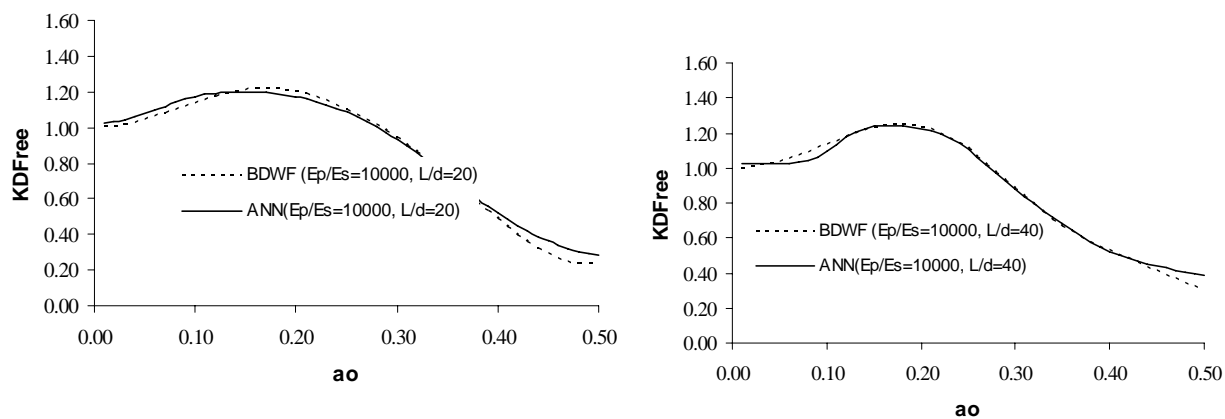 1.60
1.40
1.20
1.00
0.80
0.60
0.40
0.20
0.00
KDFree
BDWF (Ep/Es=10000, L/d=20)
ANN(Ep/Es=10000, L/d=20)
0.00 0.10 0.20 0.30 0.40 0.50
ao
1.60
1.40
1.20
1.00
0.80
0.60
0.40
0.20
0.00
KDFree
BDWF (Ep/Es=10000, L/d=40)
ANN(Ep/Es=10000, L/d=40)
0.00 0.10 0.20 0.30 0.40 0.50
ao